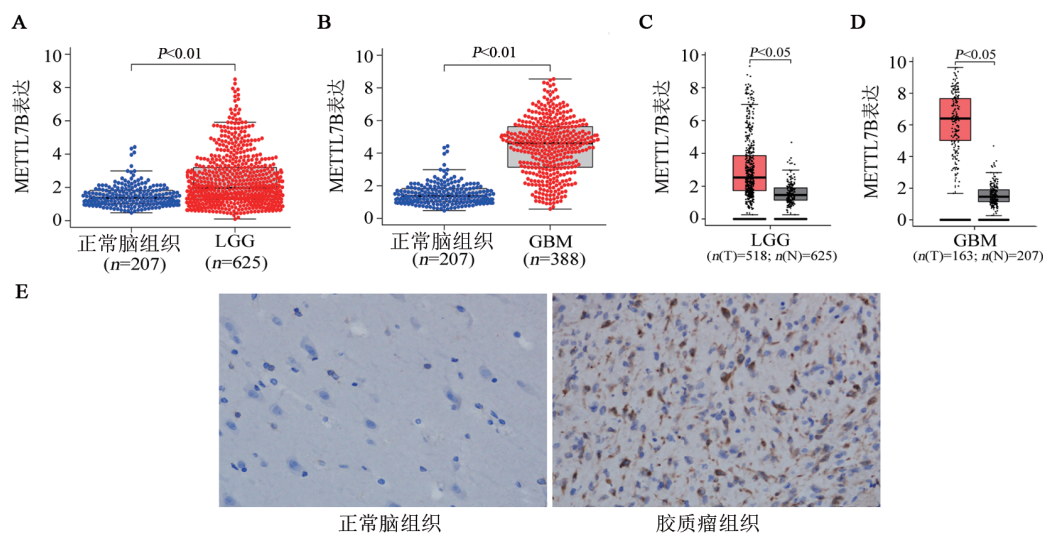 A
P<0.01
METTL7B表达
10
8
6
4
2
0
正常脑组织
(n=207)
LGG
(n=625)
B
P<0.01
METTL7B表达
10
8
6
4
2
0
正常脑组织
(n=207)
GBM
(n=388)
C
P<0.05
METTL7B表达
10
8
6
4
2
0
LGG
(n(T)=518; n(N)=625)
D
P<0.05
METTL7B表达
10
8
6
4
2
0
GBM
(n(T)=163; n(N)=207)
E
正常脑组织
胶质瘤组织